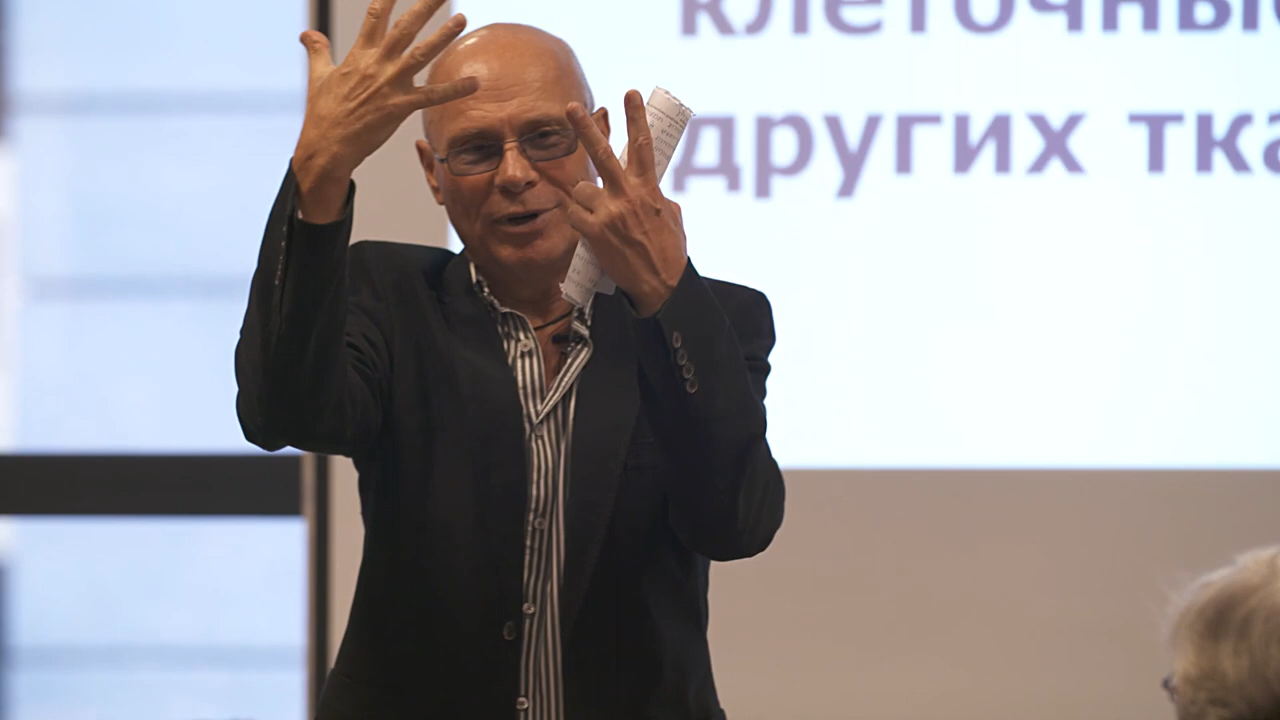 клеточны
других тка